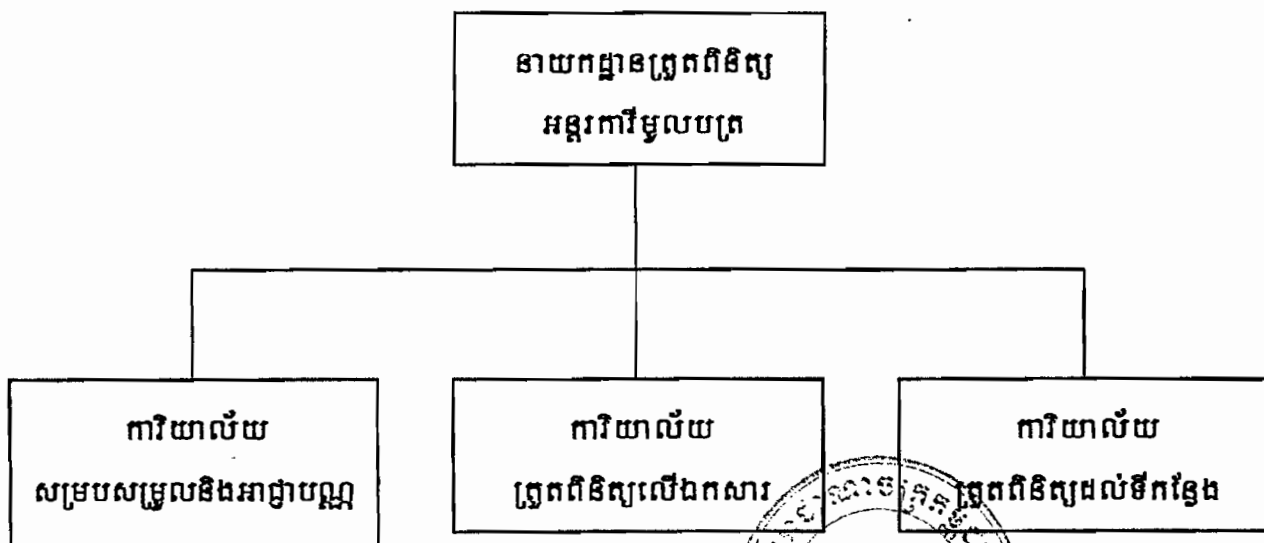 នាយកដ្ឋានត្រួតពិនិត្យ
អន្តរការីមូលបត្រ
ការិយាល័យ
សម្របសម្រួលនិងអាជ្ញាបណ្ណ
ការិយាល័យ
ត្រួតពិនិត្យលើឯកសារ
ការិយាល័យ
ត្រួតពិនិត្យដល់ទីកន្លែង